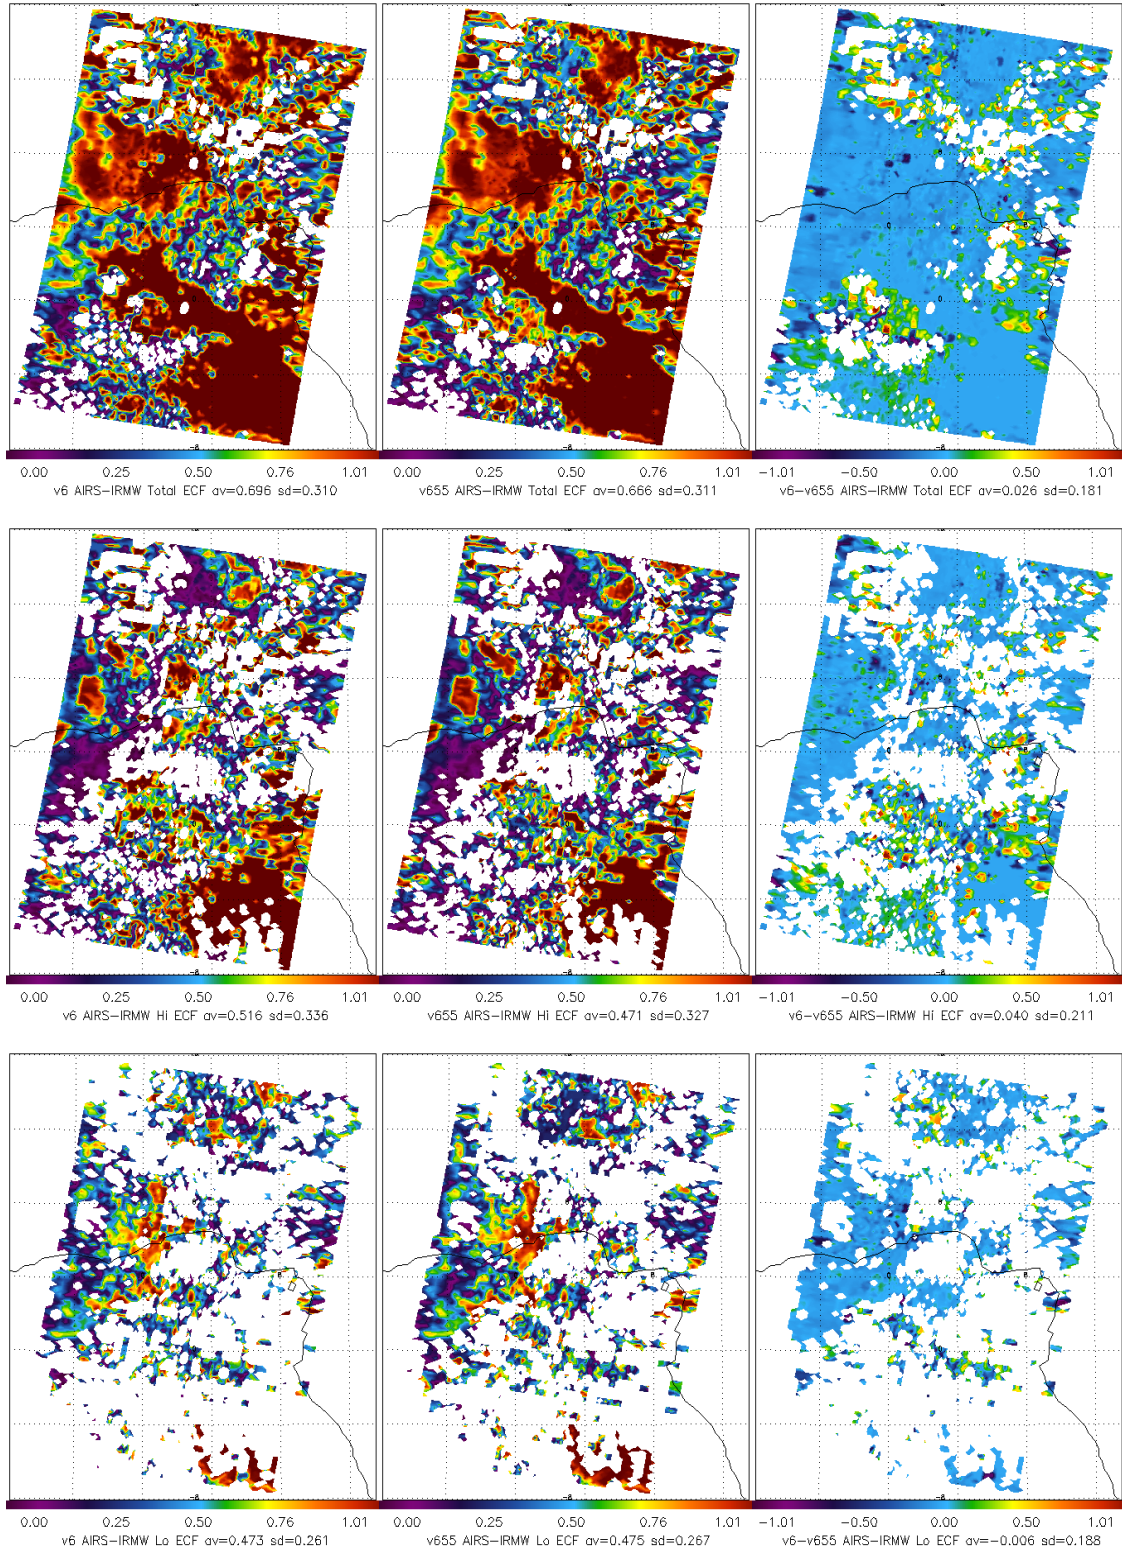 0.00 0.25 0.50 0.76 1.01 0.00 0.25 0.50 0.76 1.01 -1.01 -0.50 0.00 0.50 1.01
v6 AIRS-IRMW Total ECF av=0.696 sd=0.310 v655 AIRS-IRMW Total ECF av=0.666 sd=0.311 v6-v655 AIRS-IRMW Total ECF av=0.026 sd=0.181
0.00 0.25 0.50 0.76 1.01 0.00 0.25 0.50 0.76 1.01 -1.01 -0.50 0.00 0.50 1.01
v6 AIRS-IRMW Hi ECF av=0.516 sd=0.336 v655 AIRS-IRMW Hi ECF av=0.471 sd=0.327 v6-v655 AIRS-IRMW Hi ECF av=0.040 sd=0.211
0.00 0.25 0.50 0.76 1.01 0.00 0.25 0.50 0.76 1.01 -1.01 -0.50 0.00 0.50 1.01
v6 AIRS-IRMW Lo ECF av=0.473 sd=0.261 v655 AIRS-IRMW Lo ECF av=0.475 sd=0.267 v6-v655 AIRS-IRMW Lo ECF av=-0.006 sd=0.188